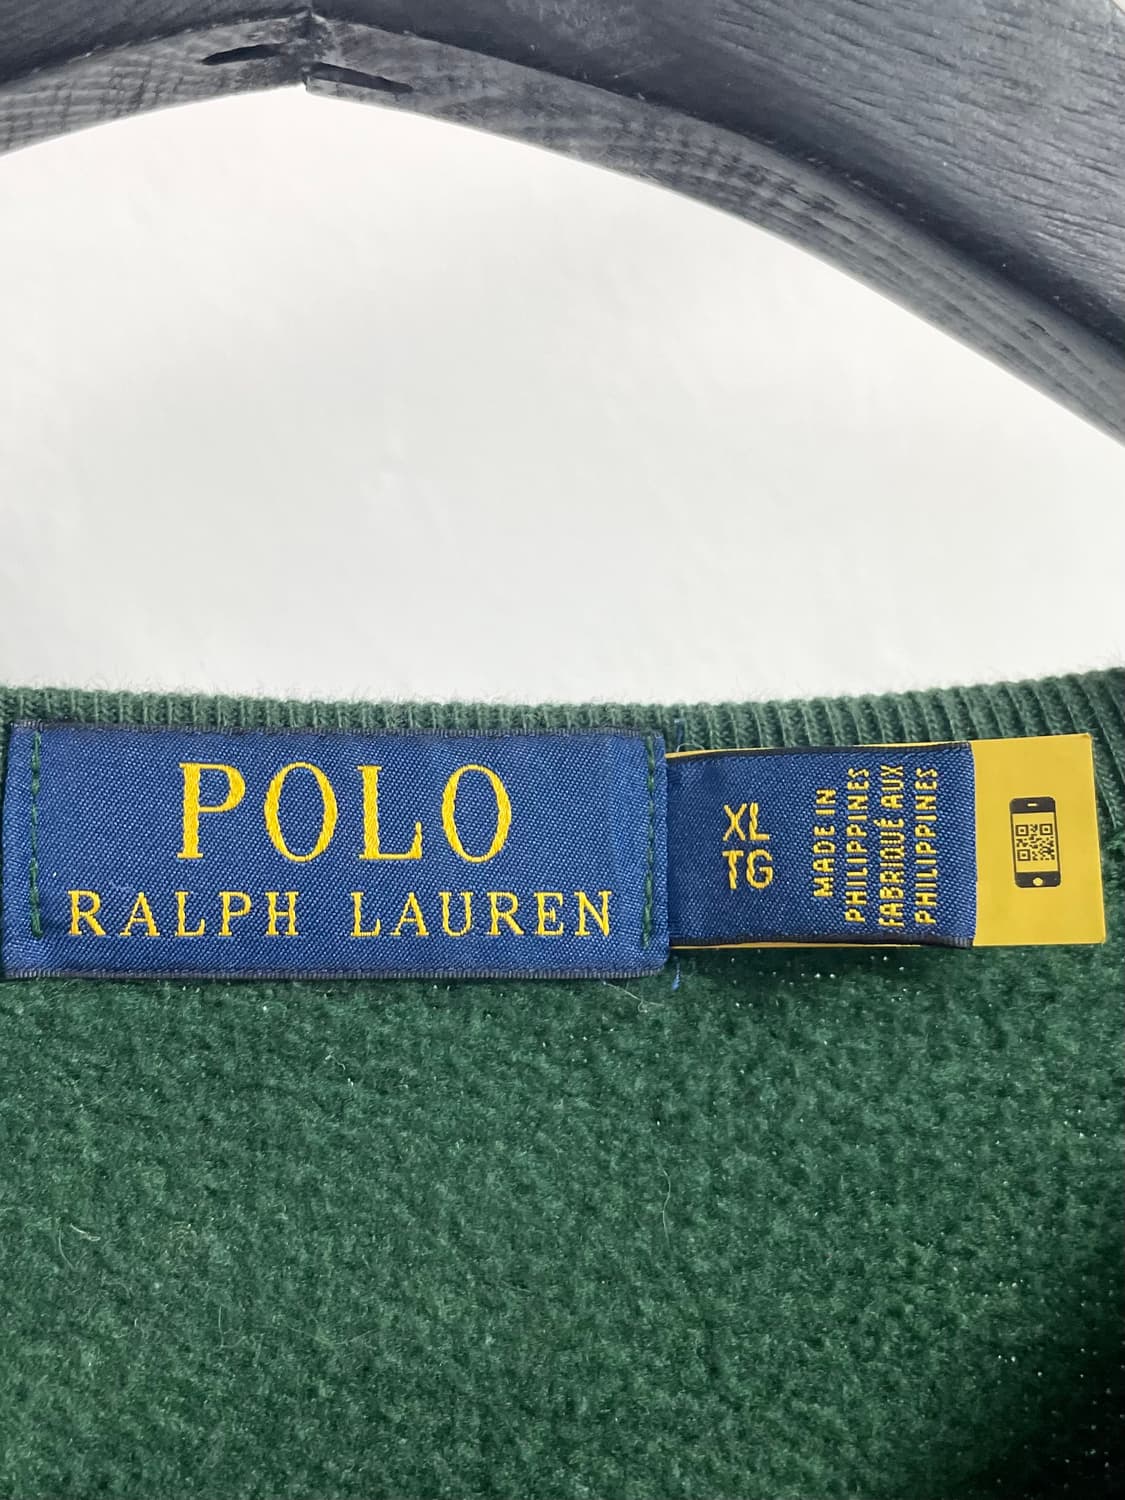 POLO
RALPH LAUREN
XL
TG
MADE IN
PHILIPPINES
FABRIQUÉ AUX
PHILIPPINES